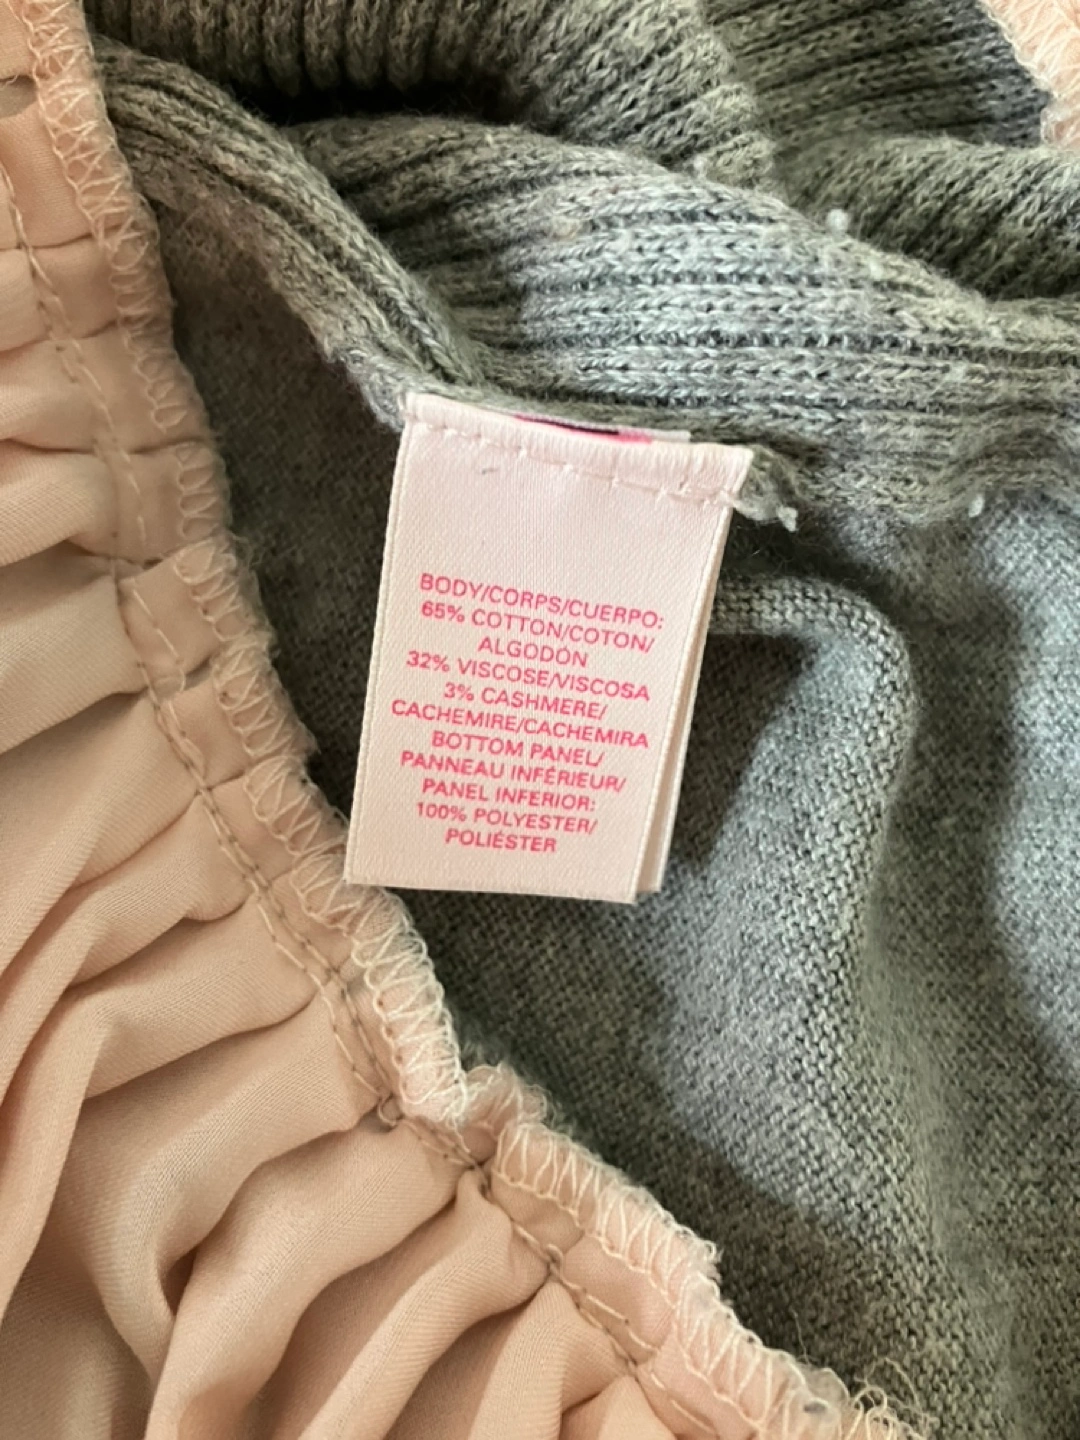 BODY/CORPS/CUERPO:
65% COTTON/COTON/
ALGODÓN
32% VISCOSE/VISCOSA
3% CASHMERE/
CACHEMIRE/CACHEMIRA
BOTTOM PANEL/
PANNEAU INFÉRIEUR/
PANEL INFERIOR:
100% POLYESTER/
POLIÉSTER